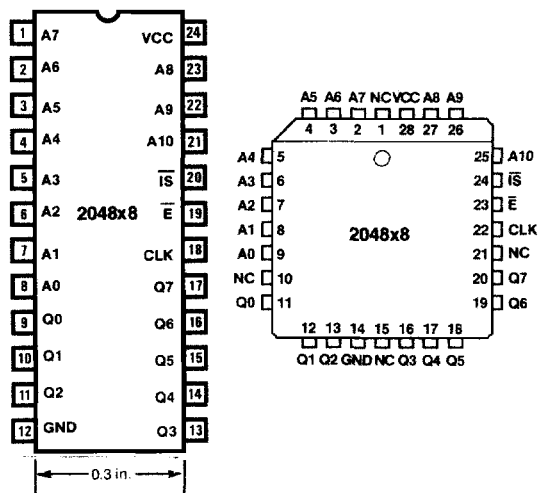 1 A7 VCC 24
2 A6 A8 23
3 A5 A9 22
4 A4 A10 21
5 A3 IS 20
6 A2 2048x8 E 19
7 A1 CLK 18
8 A0 Q7 17
9 Q0 Q6 16
10 Q1 Q5 15
11 Q2 Q4 14
12 GND Q3 13
0.3 in.
A5 A6 A7 NC VCC A8 A9
4 3 2 1 28 27 26
A4 5 25 A10
A3 6 24 IS
A2 7 23 E
A1 8 2048x8 22 CLK
A0 9 21 NC
NC 10 20 Q7
Q0 11 19 Q6
12 13 14 15 16 17 18
Q1 Q2 GND NC Q3 Q4 Q5